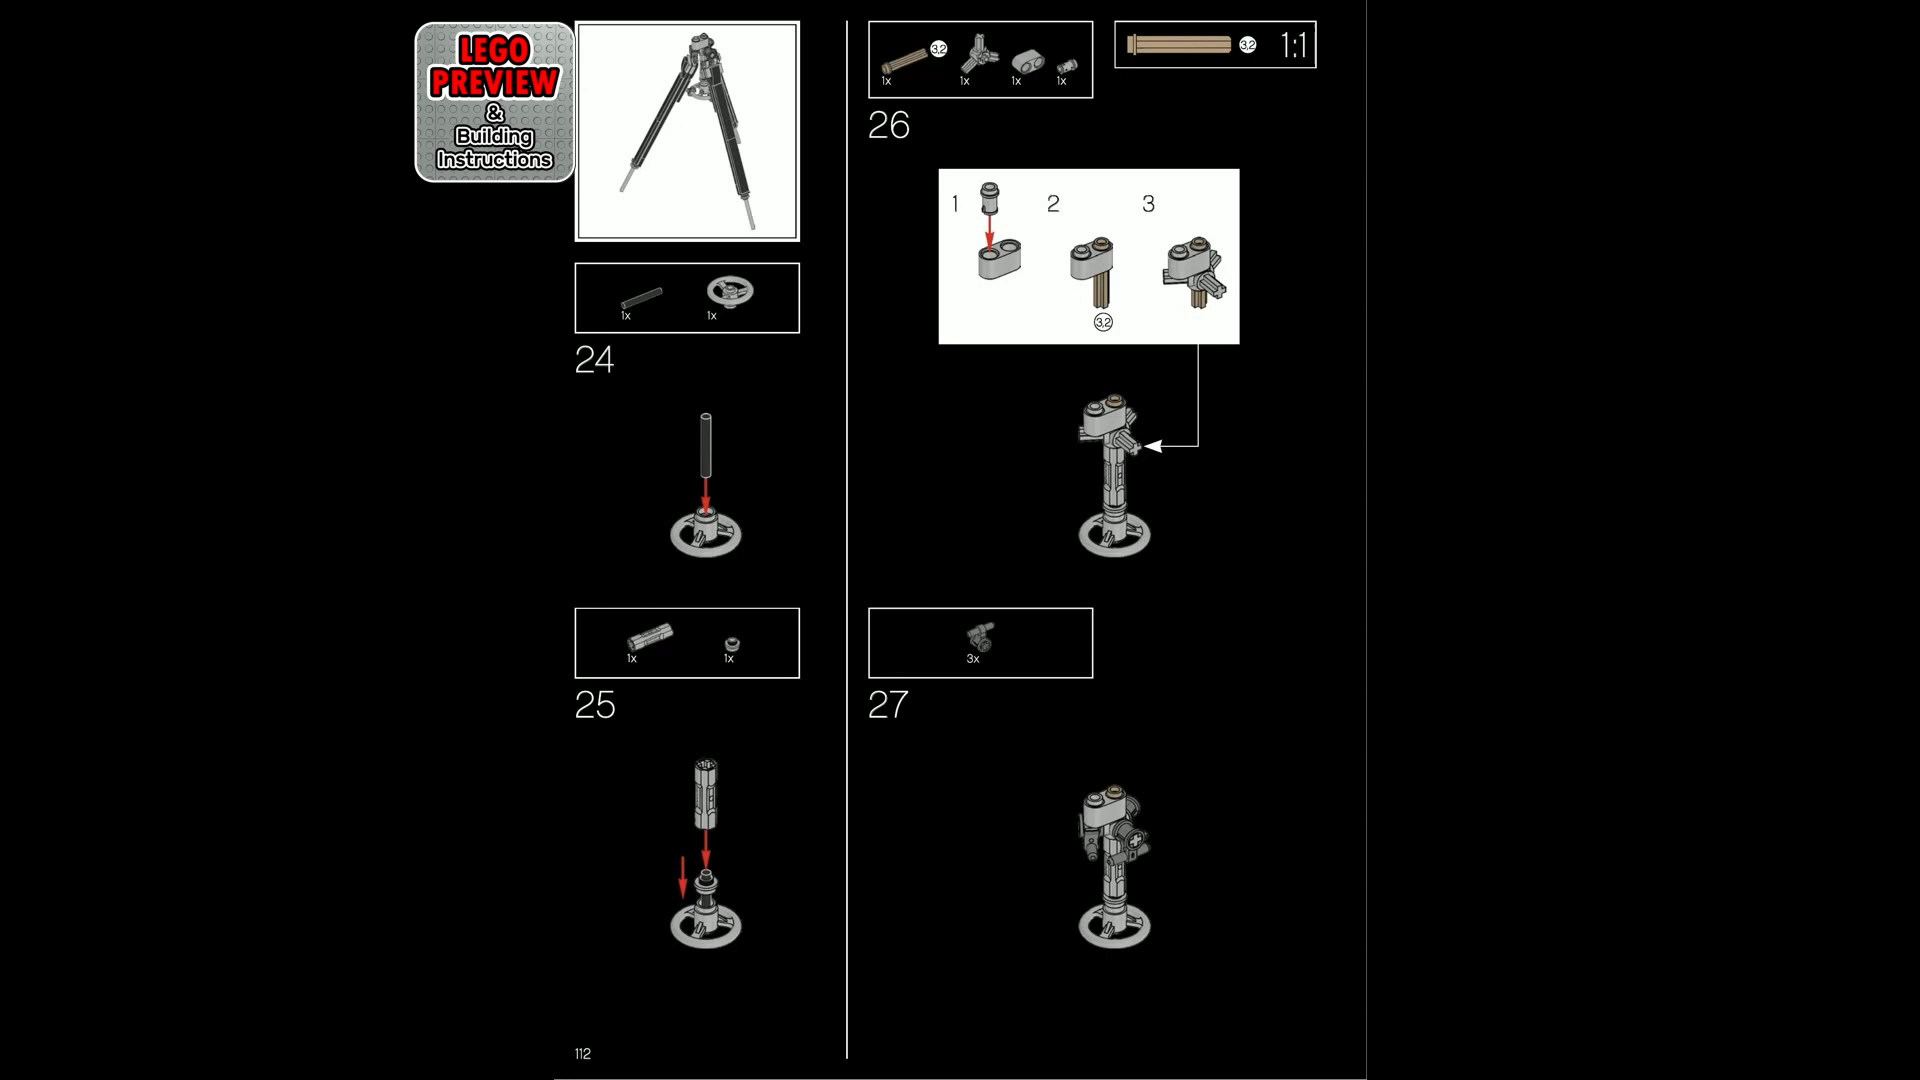 LEGO
PREVIEW
&
Building
Instructions
1x
1x
24
1x
1x
25
3,2
1x
1x
1x
1x
3,2
1:1
26
1
2
3
3,2
3x
27
112